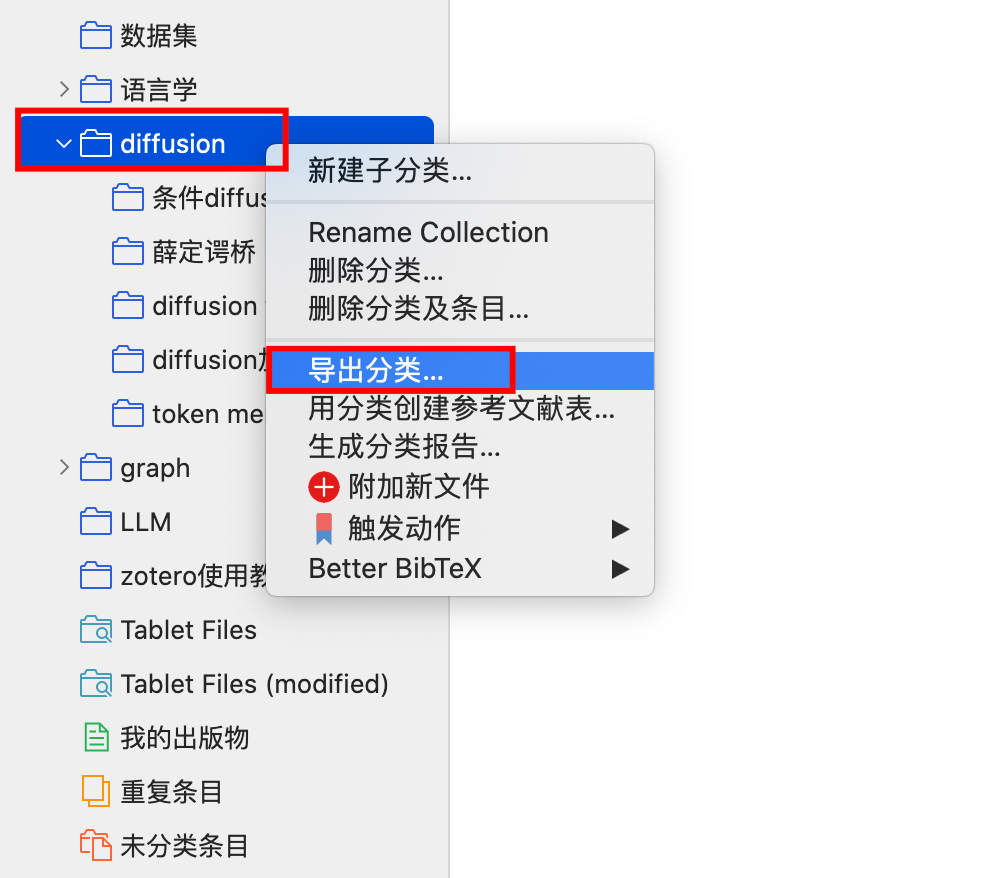 数据集
语言学
diffusion
条件diffus
薛定谔桥
diffusion
diffusion
token me
graph
LLM
zotero使用教
Tablet Files
Tablet Files (modified)
我的出版物
重复条目
未分类条目
新建子分类...
Rename Collection
删除分类...
删除分类及条目...
导出分类...
用分类创建参考文献表...
生成分类报告...
附加新文件
触发动作
Better BibTeX